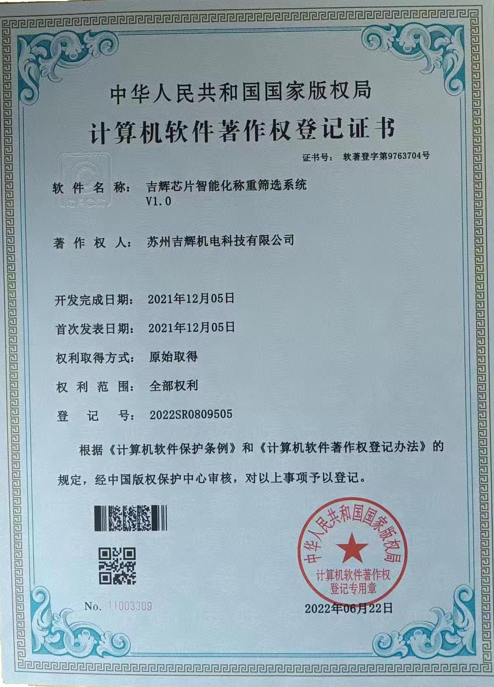 中华人民共和国国家版权局
计算机软件著作权登记证书
证书号： 软著登字第9763704号
软件名称： 吉辉芯片智能化称重筛选系统
V1.0
著作权人： 苏州吉辉机电科技有限公司
开发完成日期： 2021年12月05日
首次发表日期： 2021年12月05日
权利取得方式： 原始取得
权利范围： 全部权利
登记号： 2022SR0809505
根据《计算机软件保护条例》和《计算机软件著作权登记办法》的
规定，经中国版权保护中心审核，对以上事项予以登记。
中华人民共和国国家版权局
计算机软件著作权
登记专用章
No. 11003309
2022年06月22日